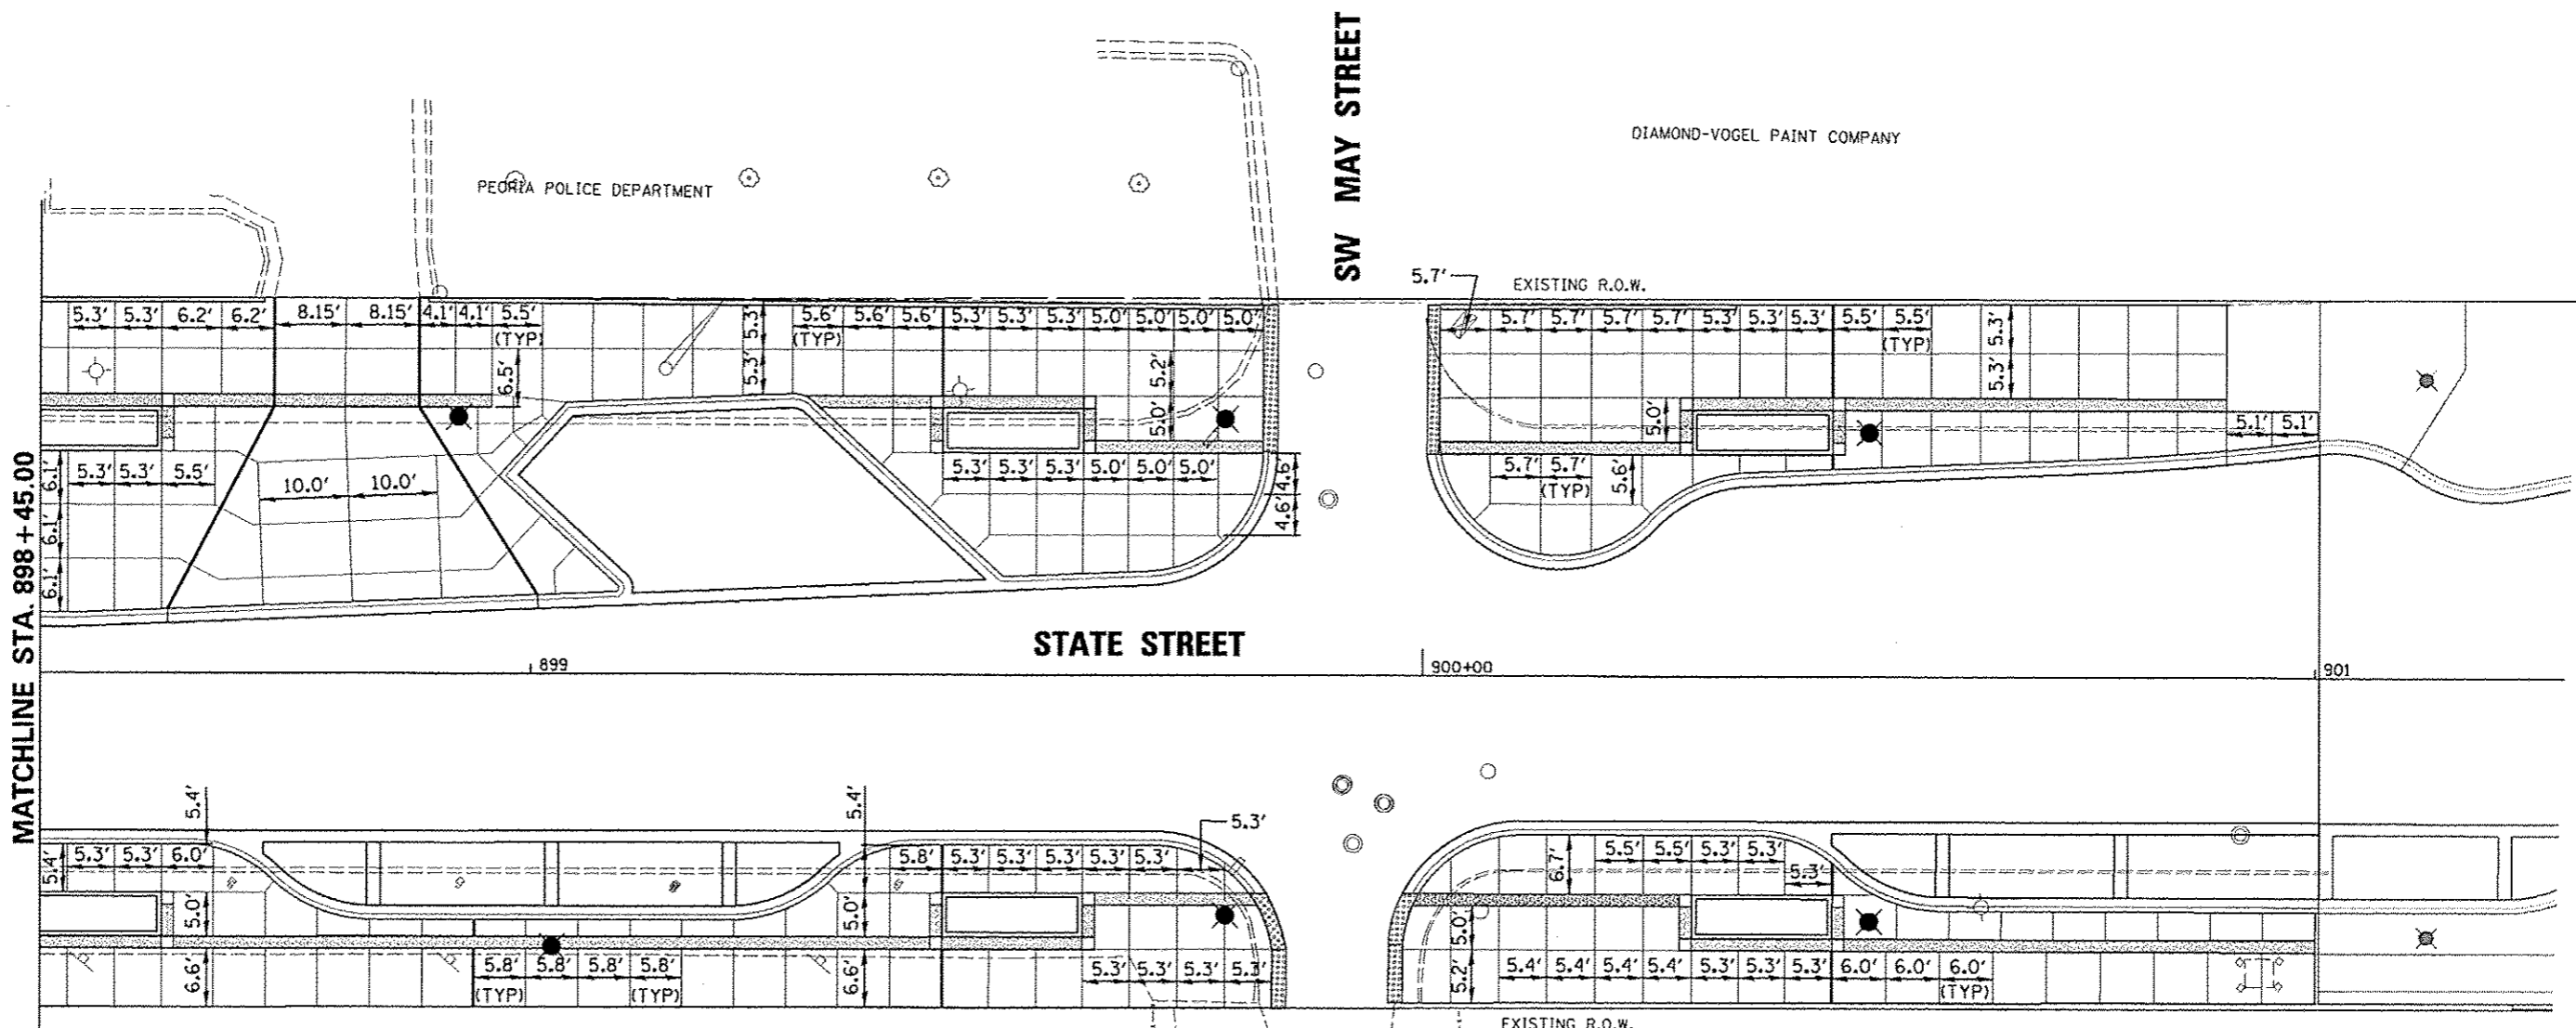 SW MAY STREET
DIAMOND-VOGEL PAINT COMPANY
PEORIA POLICE DEPARTMENT
5.7'
EXISTING R.O.W.
5.3' 5.3' 6.2' 6.2' 8.15' 8.15' 4.1' 4.1' 5.5' 5.3' 5.6' 5.6' 5.6' 5.3' 5.3' 5.3' 5.0' 5.0' 5.0' 5.0' 5.7' 5.7' 5.7' 5.7' 5.3' 5.3' 5.3' 5.5' 5.5' 5.3'
(TYP) (TYP) (TYP)
6.5' 5.3' 5.2' 5.3'
5.0' 5.0' 5.1' 5.1'
6.1' 5.3' 5.3' 5.5' 5.3' 5.3' 5.3' 5.0' 5.0' 5.0' 4.6' 5.7' 5.7' 5.6'
10.0' 10.0' (TYP)
6.1' 4.6'
6.1'
MATCHLINE STA. 898+45.00
STATE STREET
899 900+00 901
5.4' 5.4' 5.3'
5.4' 5.3' 5.3' 6.0' 5.8' 5.3' 5.3' 5.3' 5.3' 5.3' 6.7' 5.5' 5.5' 5.3' 5.3'
5.3'
5.0' 5.0' 5.0'
6.6' 5.8' 5.8' 5.8' 5.8' 6.6' 5.3' 5.3' 5.3' 5.3' 5.2' 5.4' 5.4' 5.4' 5.4' 5.3' 5.3' 5.3' 6.0' 6.0' 6.0'
(TYP) (TYP) (TYP)
EXISTING R.O.W.